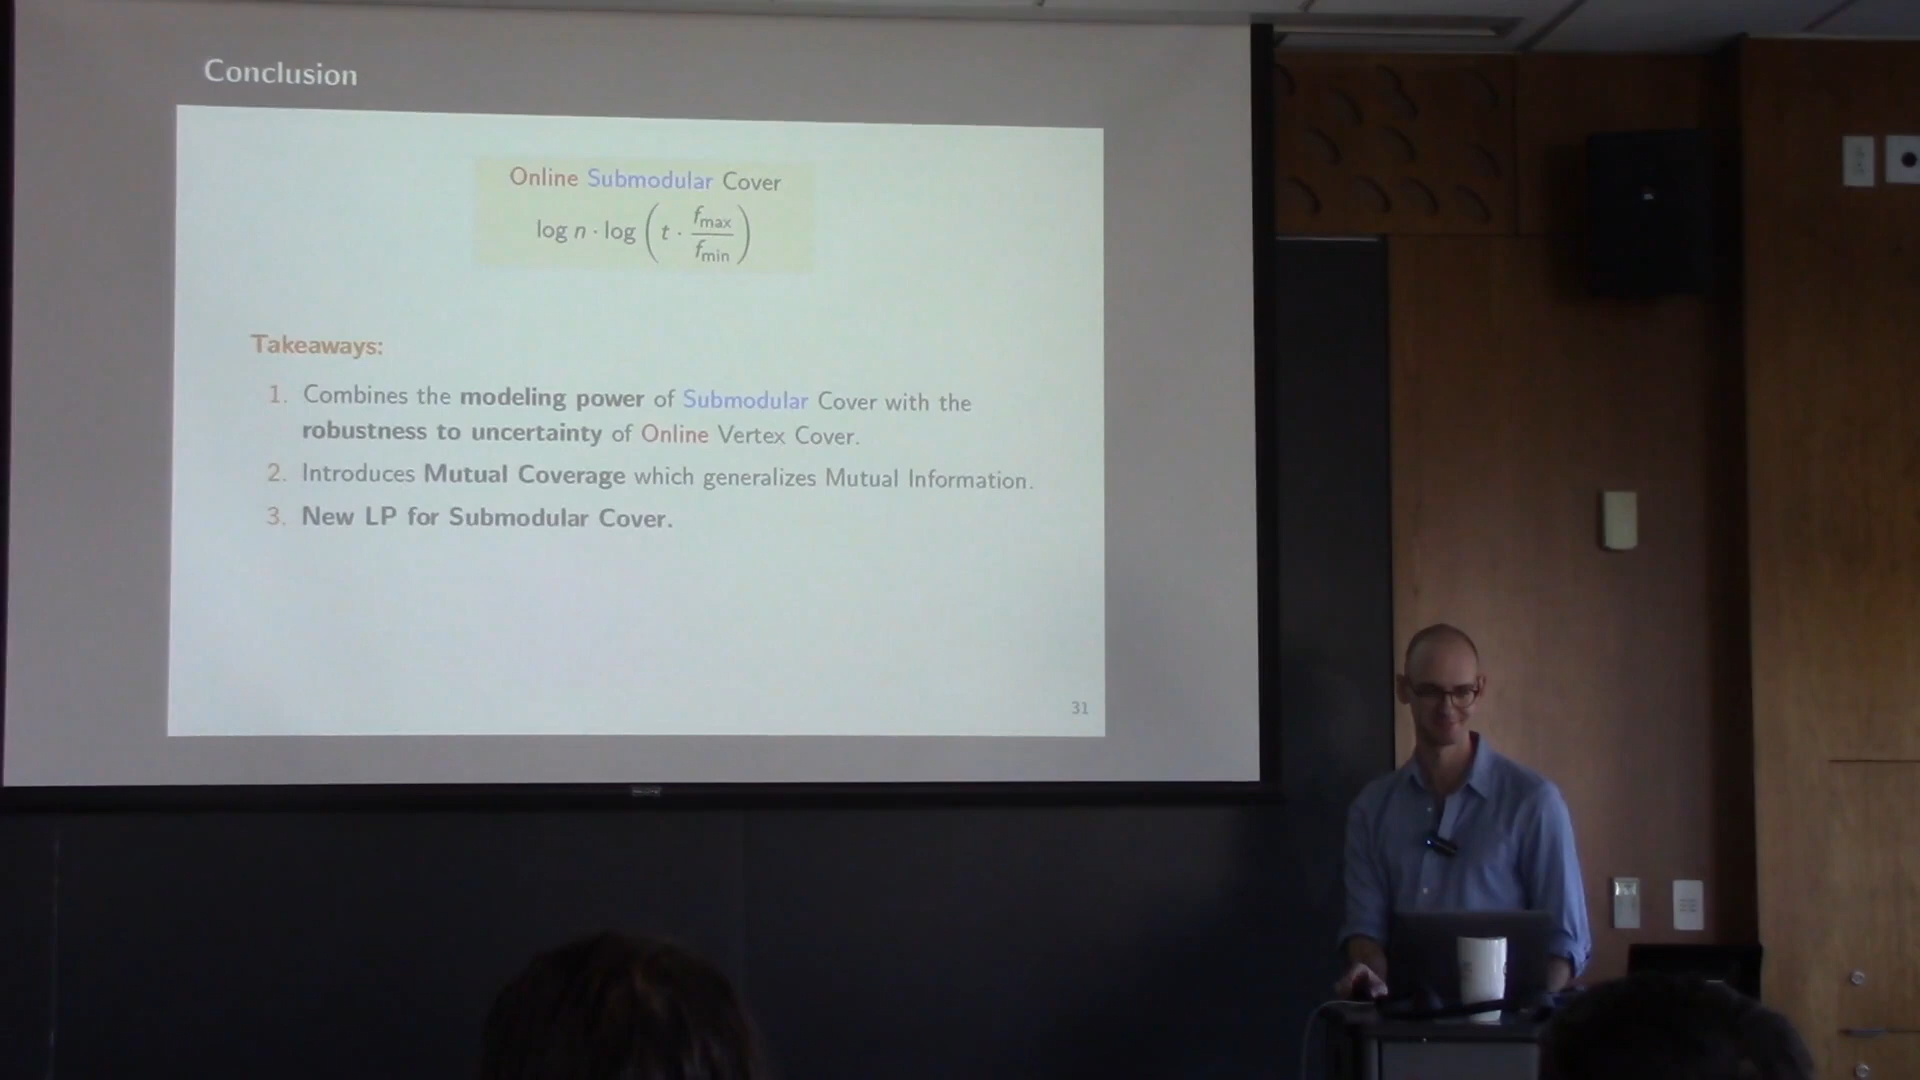 Conclusion
Online Submodular Cover
log n · log ( t · f_max / f_min )
Takeaways:
1. Combines the modeling power of Submodular Cover with the
robustness to uncertainty of Online Vertex Cover.
2. Introduces Mutual Coverage which generalizes Mutual Information.
3. New LP for Submodular Cover.
31